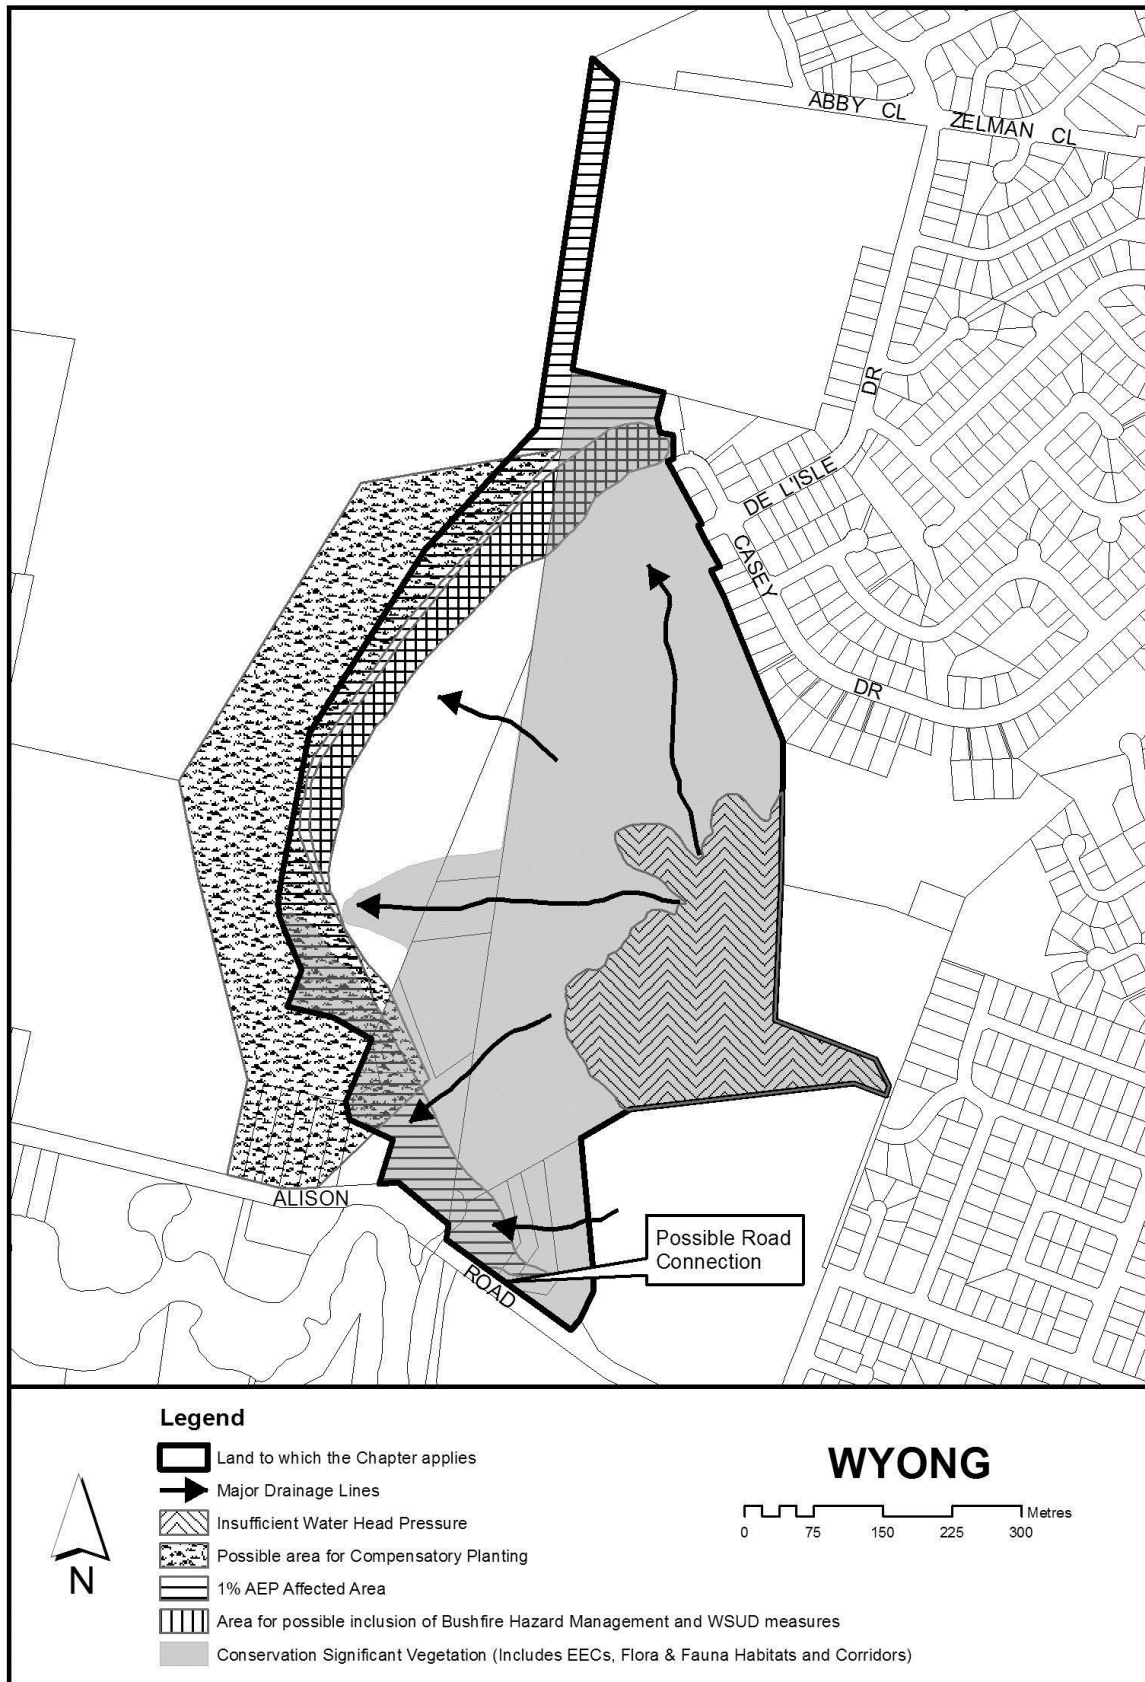 ABBY CL
ZELMAN CL
DR
DE L'ISLE
CASEY
DR
ALISON
ROAD
Possible Road
Connection
Legend
Land to which the Chapter applies
Major Drainage Lines
Insufficient Water Head Pressure
Possible area for Compensatory Planting
1% AEP Affected Area
Area for possible inclusion of Bushfire Hazard Management and WSUD measures
Conservation Significant Vegetation (Includes EECs, Flora & Fauna Habitats and Corridors)
N
WYONG
Metres
0 75 150 225 300